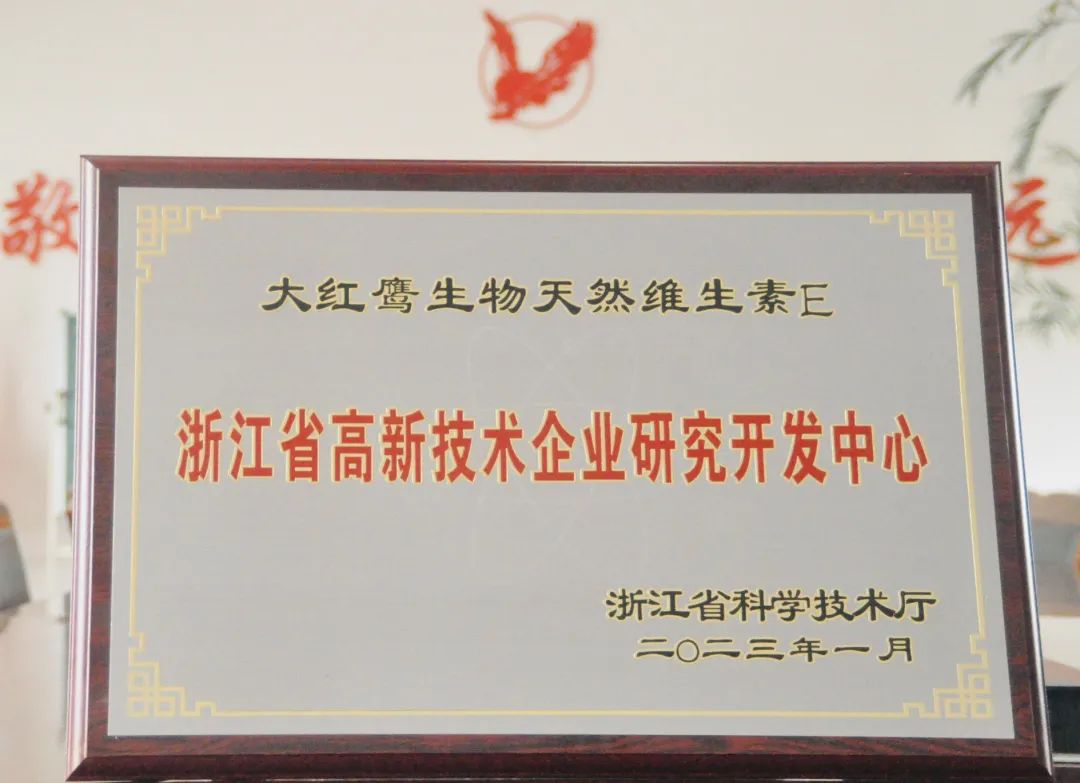 敬
远
大红鹰生物天然维生素E
浙江省高新技术企业研究开发中心
浙江省科学技术厅
二〇二三年一月